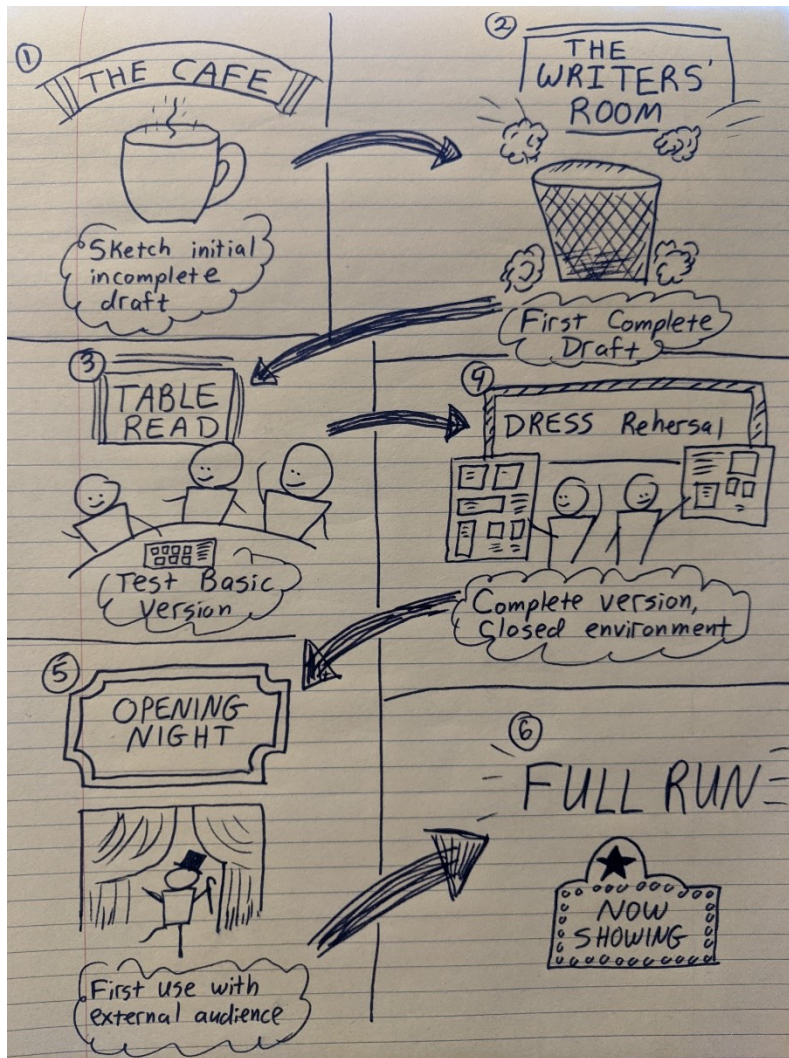 ①
THE CAFE
Sketch initial
incomplete
draft
②
THE
WRITERS'
ROOM
First Complete
Draft
③
TABLE
READ
Test Basic
Version
④
DRESS Rehersal
Complete version,
Closed environment
⑤
OPENING
NIGHT
First use with
external audience
⑥
FULL RUN
NOW
SHOWING